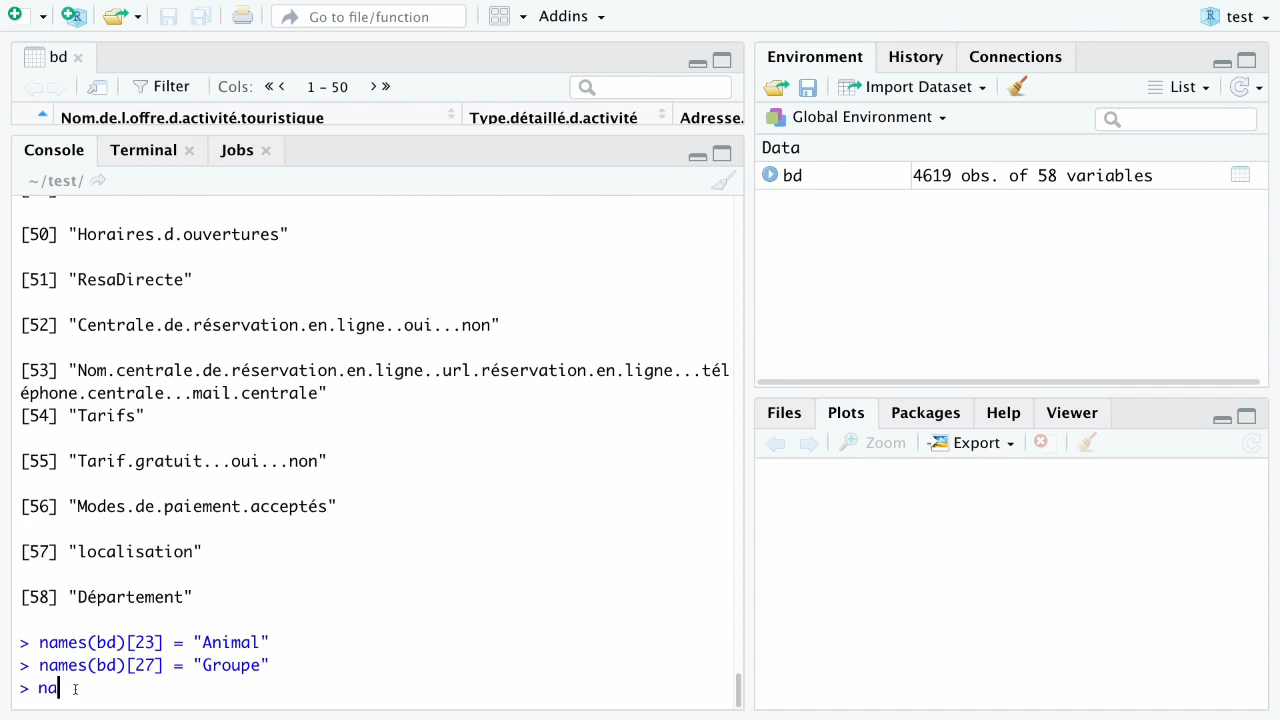 Go to file/function
Addins
test
bd
Filter
Cols:
1 - 50
Nom.de.l.offre.d.activité.touristique
Type.détaillé.d.activité
Adresse.
Console
Terminal
Jobs
~/test/
[50] "Horaires.d.ouvertures"
[51] "ResaDirecte"
[52] "Centrale.de.réservation.en.ligne..oui...non"
[53] "Nom.centrale.de.réservation.en.ligne..url.réservation.en.ligne...tél
éphone.centrale...mail.centrale"
[54] "Tarifs"
[55] "Tarif.gratuit...oui...non"
[56] "Modes.de.paiement.acceptés"
[57] "localisation"
[58] "Département"
> names(bd)[23] = "Animal"
> names(bd)[27] = "Groupe"
> na
Environment
History
Connections
Import Dataset
List
Global Environment
Data
bd
4619 obs. of 58 variables
Files
Plots
Packages
Help
Viewer
Zoom
Export